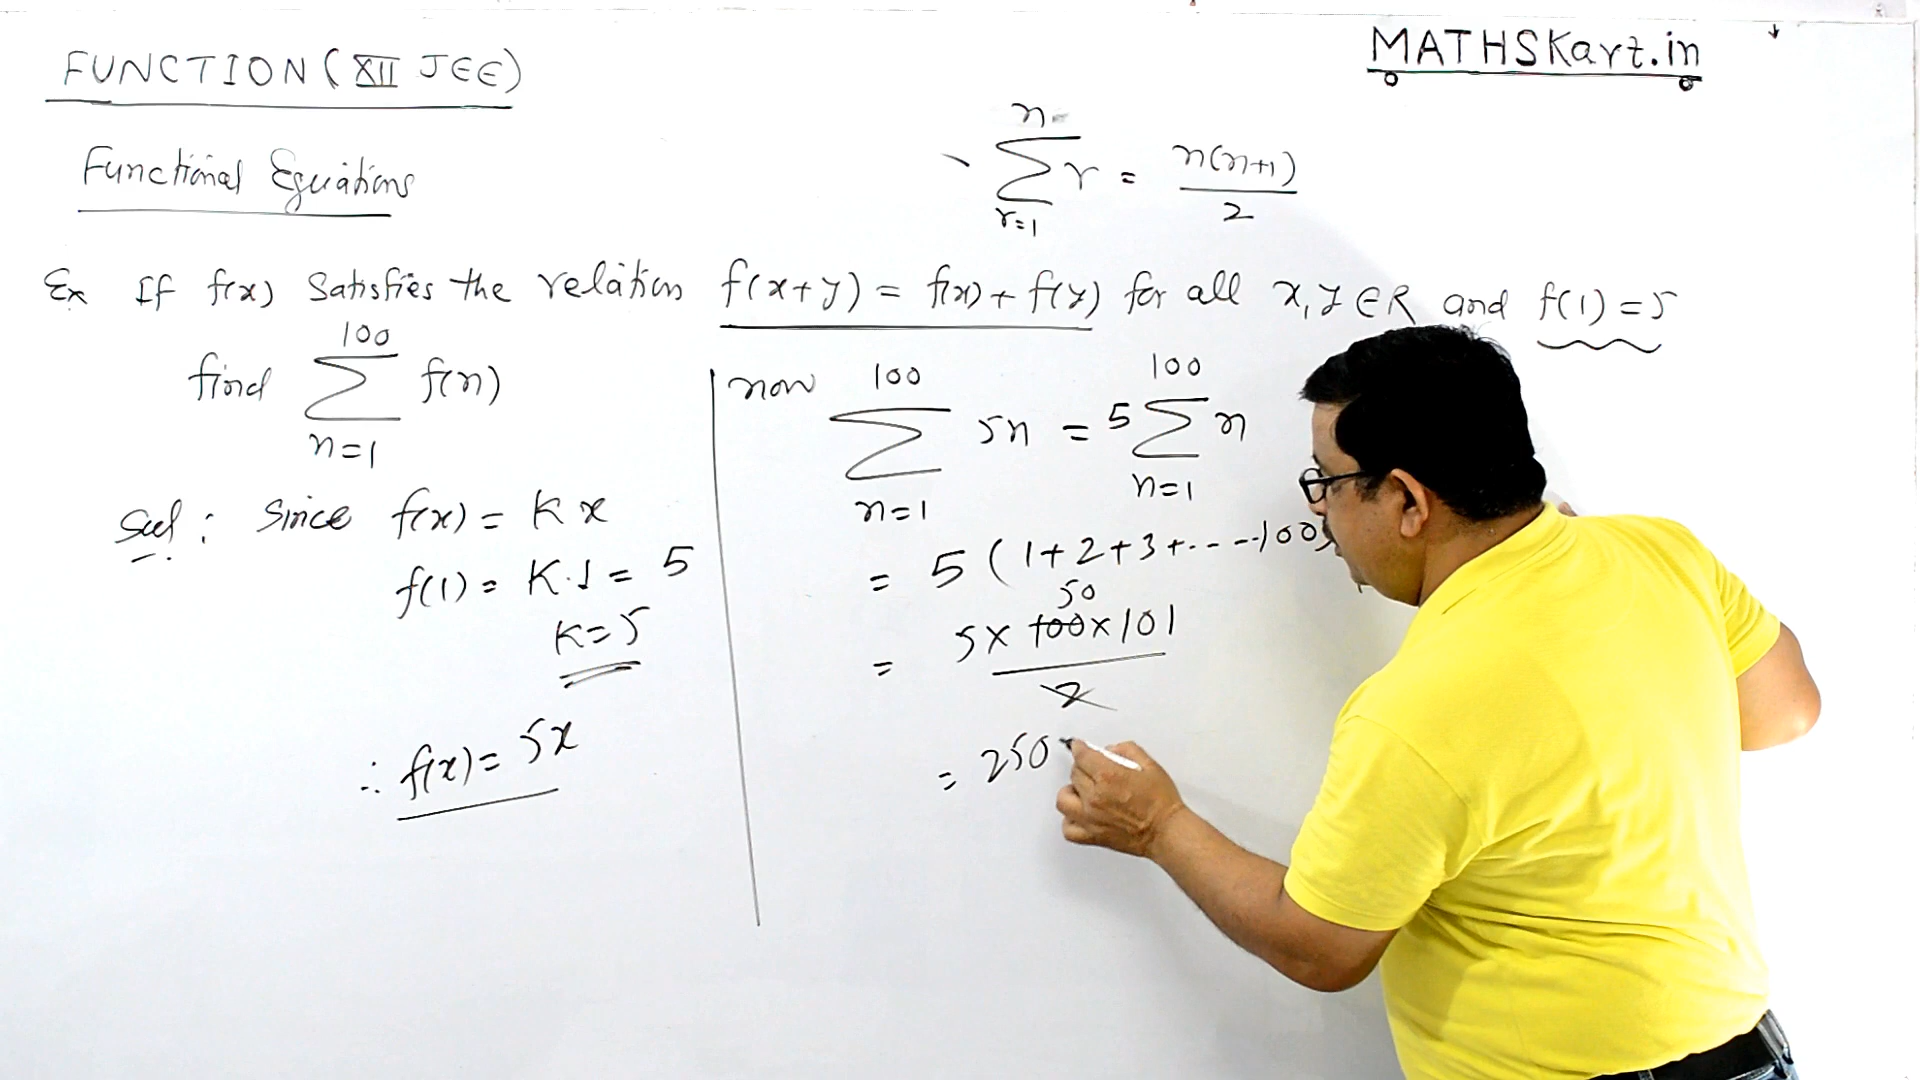 FUNCTION (XII JEE)
MATHSKart.in
Functional Equations
n
∑ r = n(n+1)/2
r=1
Ex If f(x) Satisfies the relation f(x+y) = f(x) + f(y) for all x, y ∈ R and f(1) = 5
100
find ∑ f(n)
n=1
Sol : Since f(x) = K x
f(1) = K.1 = 5
K=5
∴ f(x) = 5x
now 100 100
∑ 5n = 5 ∑ n
n=1 n=1
= 5 (1+2+3+----100)
50
= 5 x 100 x 101
2
= 250